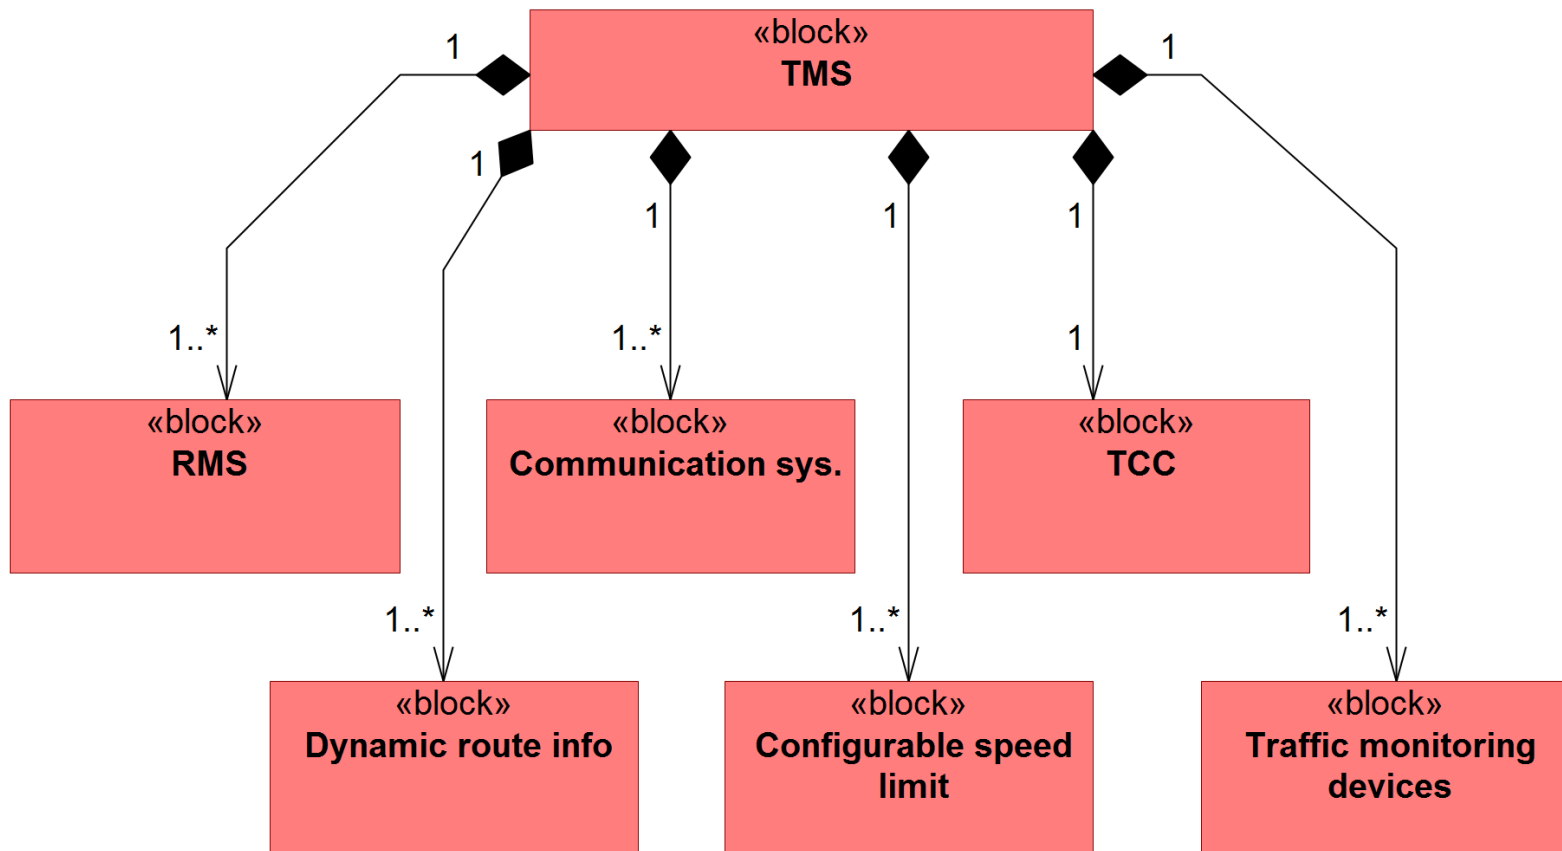 «block»
TMS
1
1
1
1
1
1
1..*
1..*
1
«block»
RMS
«block»
Communication sys.
«block»
TCC
1..*
1..*
1..*
«block»
Dynamic route info
«block»
Configurable speed
limit
«block»
Traffic monitoring
devices